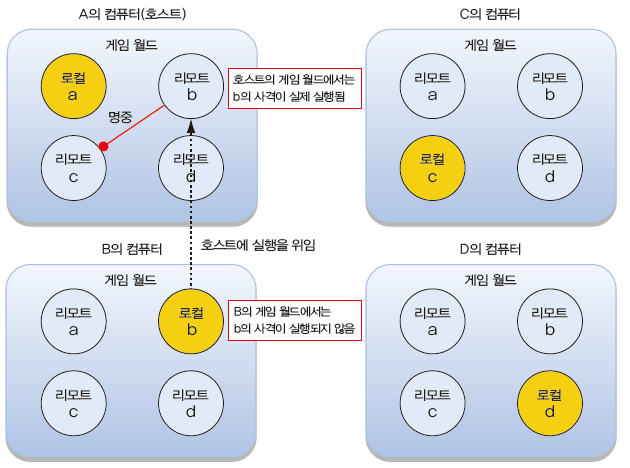 A의 컴퓨터(호스트)
게임 월드
로컬
a
리모트
b
호스트의 게임 월드에서는
b의 사격이 실제 실행됨
명중
리모트
c
리모트
d
C의 컴퓨터
게임 월드
리모트
a
리모트
b
로컬
c
리모트
d
호스트에 실행을 위임
B의 컴퓨터
게임 월드
리모트
a
로컬
b
B의 게임 월드에서는
b의 사격이 실행되지 않음
리모트
c
리모트
d
D의 컴퓨터
게임 월드
리모트
a
리모트
b
리모트
c
로컬
d